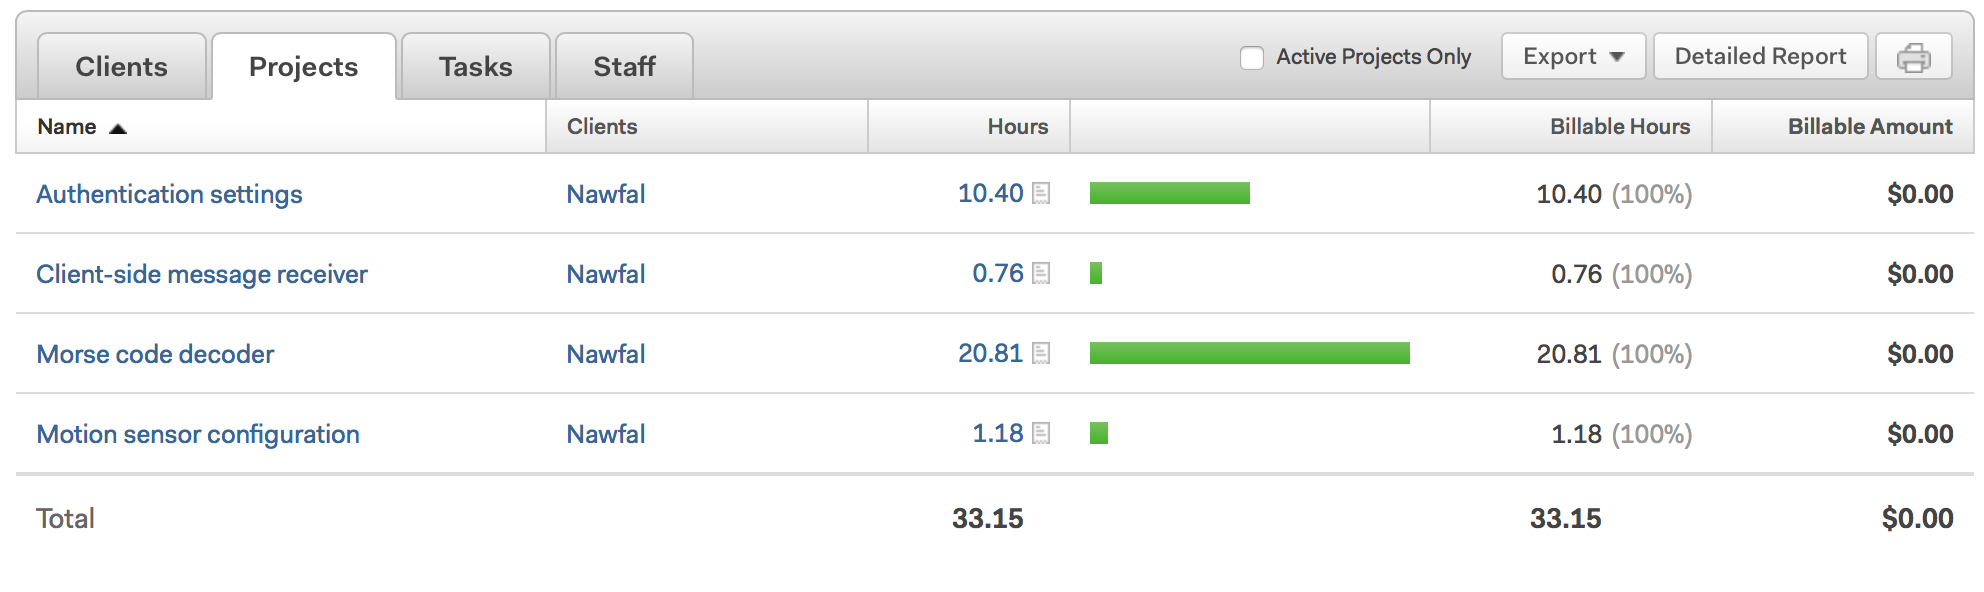 Clients Projects Tasks Staff Active Projects Only Export Detailed Report
Name Clients Hours Billable Hours Billable Amount
Authentication settings Nawfal 10.40 10.40 (100%) $0.00
Client-side message receiver Nawfal 0.76 0.76 (100%) $0.00
Morse code decoder Nawfal 20.81 20.81 (100%) $0.00
Motion sensor configuration Nawfal 1.18 1.18 (100%) $0.00
Total 33.15 33.15 $0.00